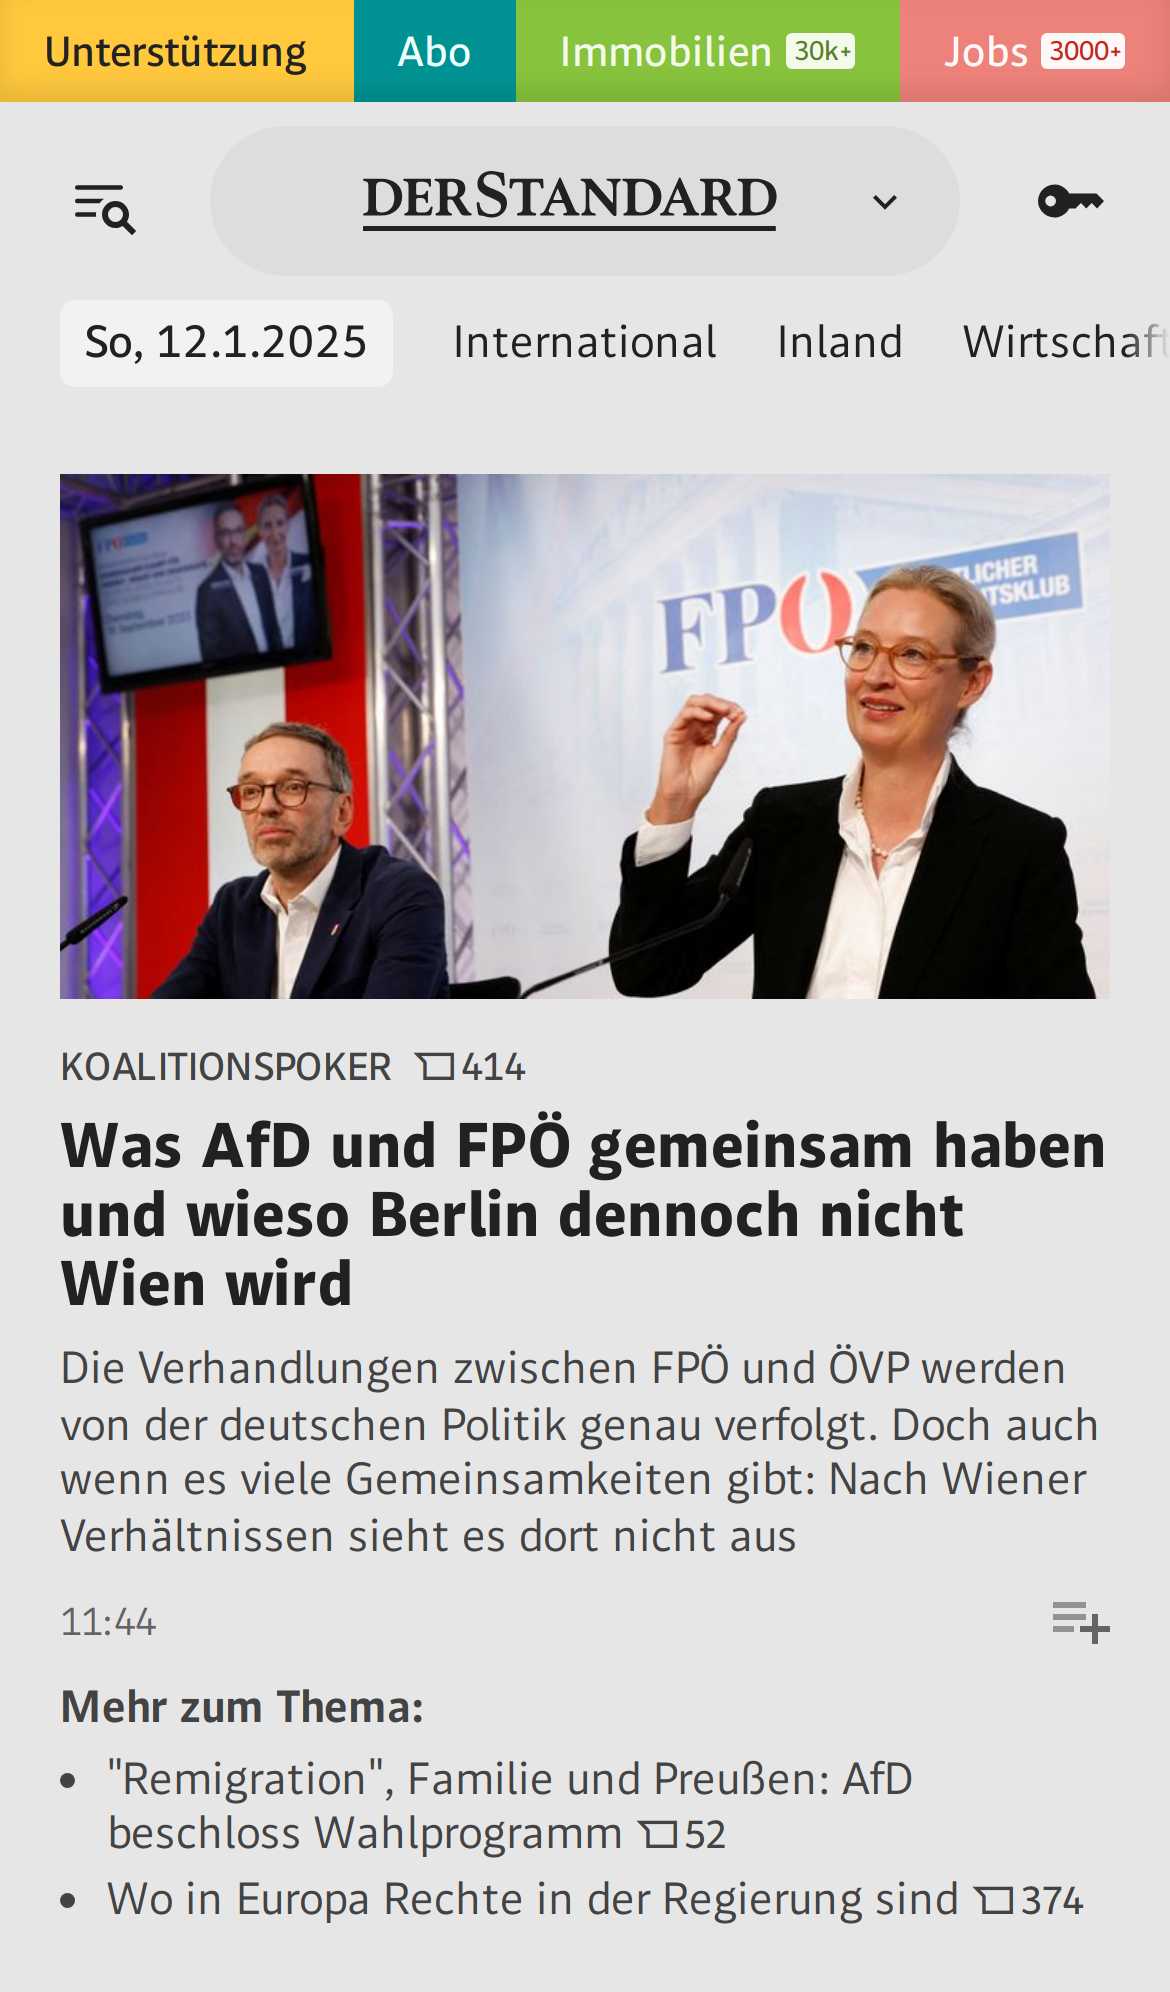 Unterstützung
Abo
Immobilien 30k+
Jobs 3000+
DERSTANDARD
So, 12.1.2025
International
Inland
Wirtschaft
FPÖ
FPÖ
TLICHER
TSKLUB
KOALITIONSPOKER 414
Was AfD und FPÖ gemeinsam haben
und wieso Berlin dennoch nicht
Wien wird
Die Verhandlungen zwischen FPÖ und ÖVP werden
von der deutschen Politik genau verfolgt. Doch auch
wenn es viele Gemeinsamkeiten gibt: Nach Wiener
Verhältnissen sieht es dort nicht aus
11:44
Mehr zum Thema:
• "Remigration", Familie und Preußen: AfD
beschloss Wahlprogramm 52
• Wo in Europa Rechte in der Regierung sind 374